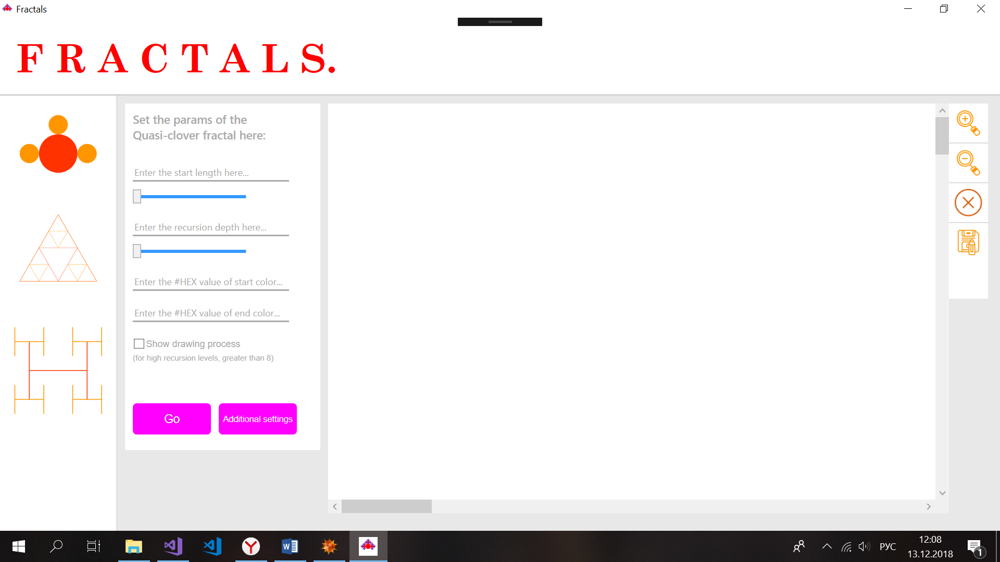 Fractals
F R A C T A L S.
Set the params of the
Quasi-clover fractal here:
Enter the start length here...
Enter the recursion depth here...
Enter the #HEX value of start color...
Enter the #HEX value of end color...
Show drawing process
(for high recursion levels, greater than 8)
Go
Additional settings
РУС
12:08
13.12.2018
1